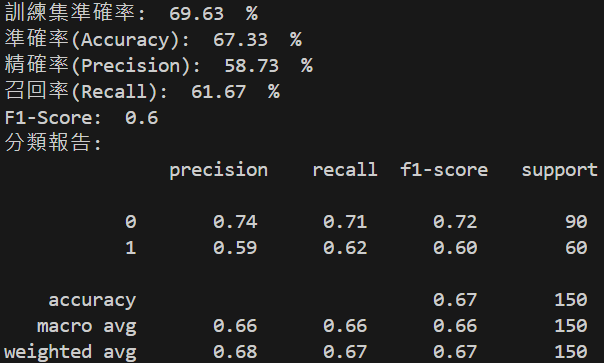 訓練集準確率:  69.63  %
準確率(Accuracy):  67.33  %
精確率(Precision):  58.73  %
召回率(Recall):  61.67  %
F1-Score:  0.6
分類報告:
              precision    recall  f1-score   support

           0       0.74      0.71      0.72        90
           1       0.59      0.62      0.60        60

    accuracy                           0.67       150
   macro avg       0.66      0.66      0.66       150
weighted avg       0.68      0.67      0.67       150